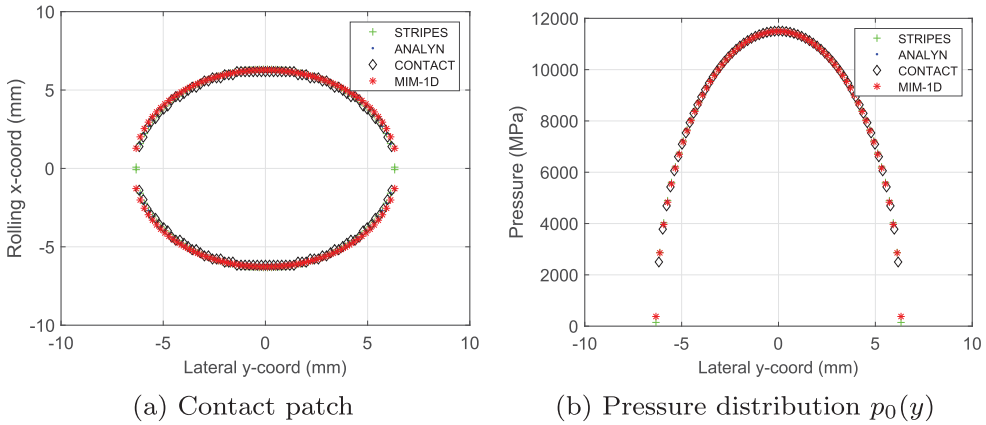 10
5
0
-5
-10
-10
-5
0
5
10
Rolling x-coord (mm)
Lateral y-coord (mm)
STRIPES
ANALYN
CONTACT
MIM-1D
(a) Contact patch
12000
10000
8000
6000
4000
2000
0
-10
-5
0
5
10
Pressure (MPa)
Lateral y-coord (mm)
STRIPES
ANALYN
CONTACT
MIM-1D
(b) Pressure distribution p₀(y)